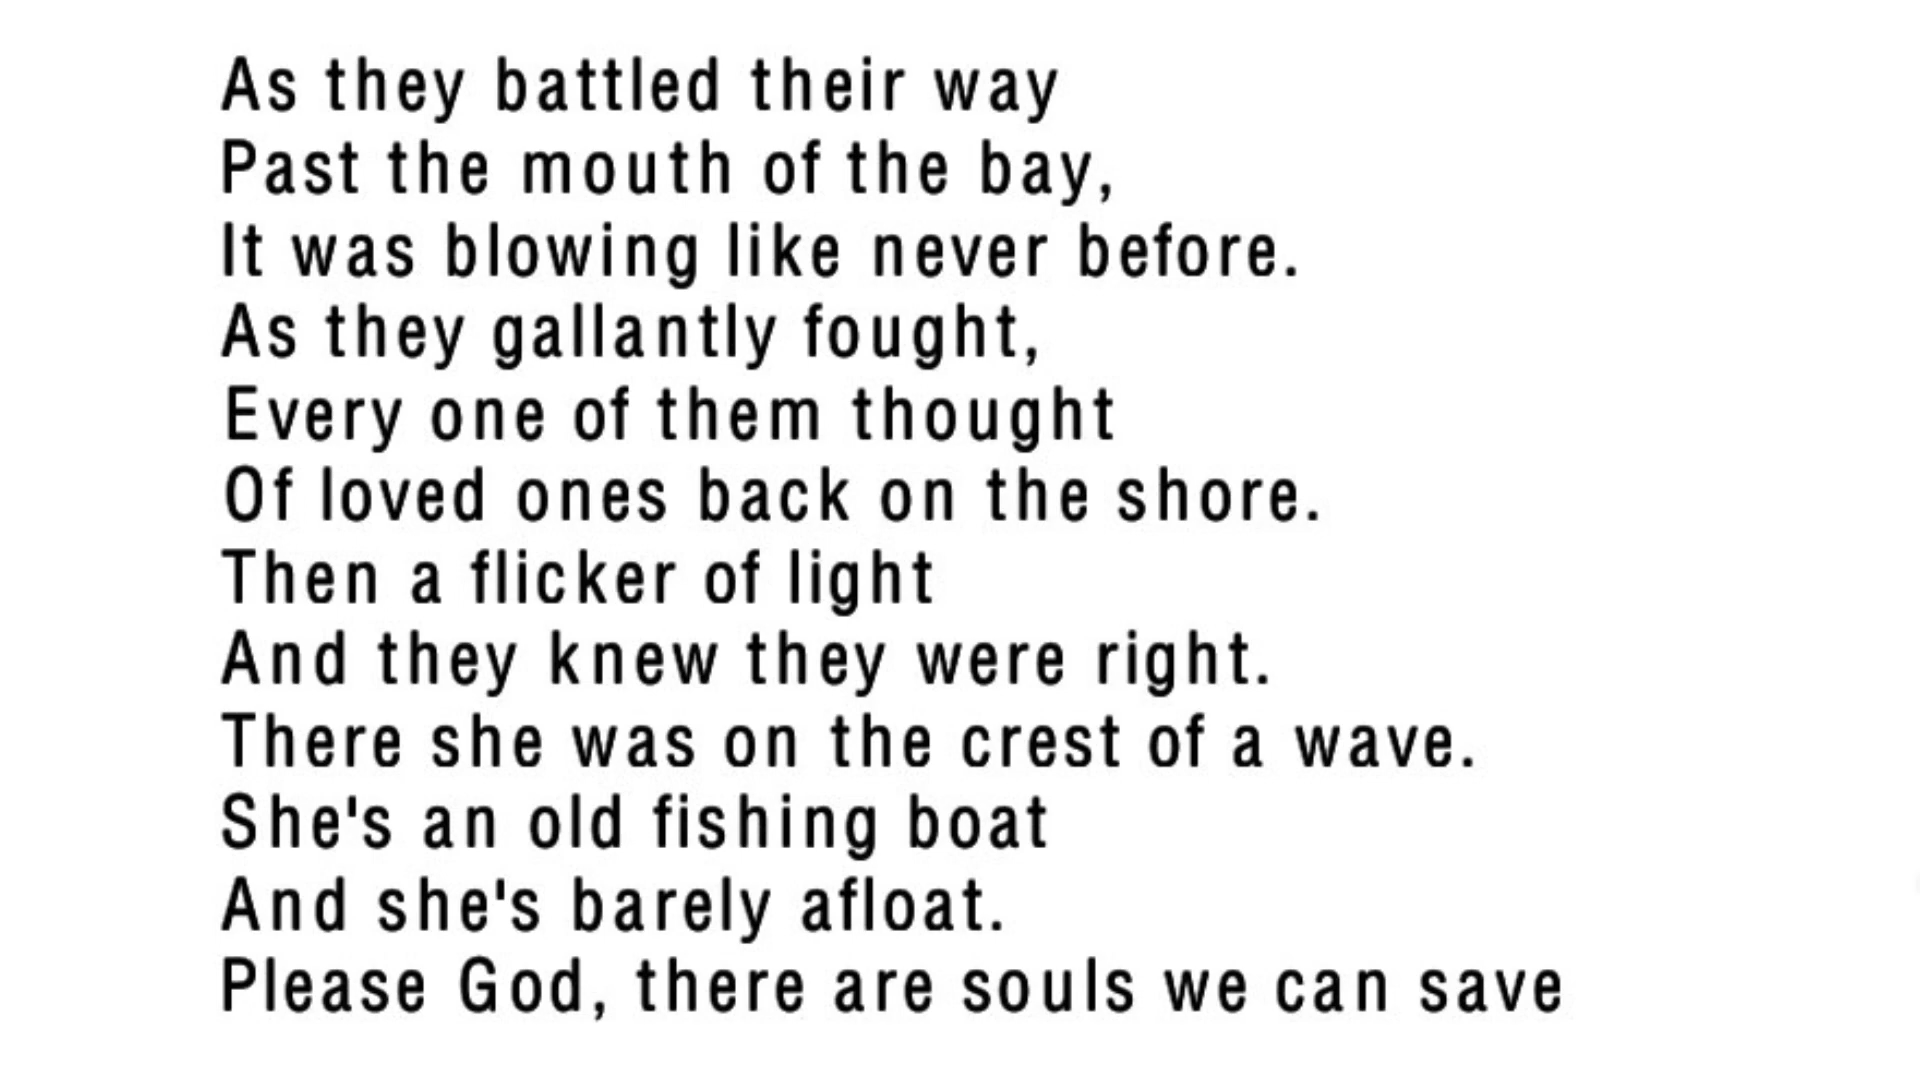 As they battled their way
Past the mouth of the bay,
It was blowing like never before.
As they gallantly fought,
Every one of them thought
Of loved ones back on the shore.
Then a flicker of light
And they knew they were right.
There she was on the crest of a wave.
She's an old fishing boat
And she's barely afloat.
Please God, there are souls we can save